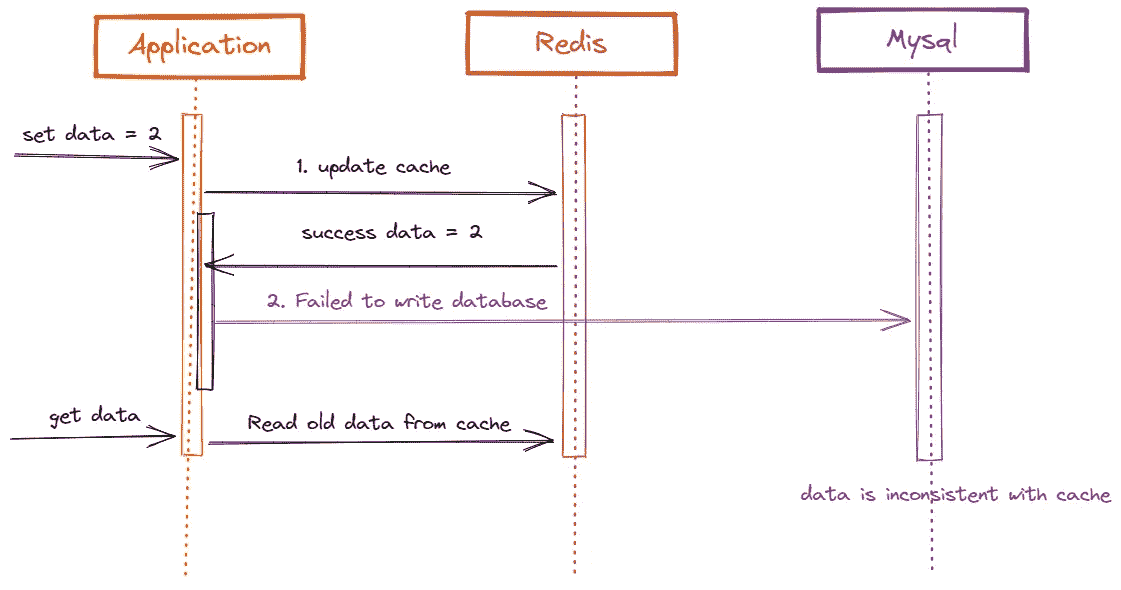 Application
Redis
Mysql
set data = 2
1. update cache
success data = 2
2. Failed to write database
get data
Read old data from cache
data is inconsistent with cache